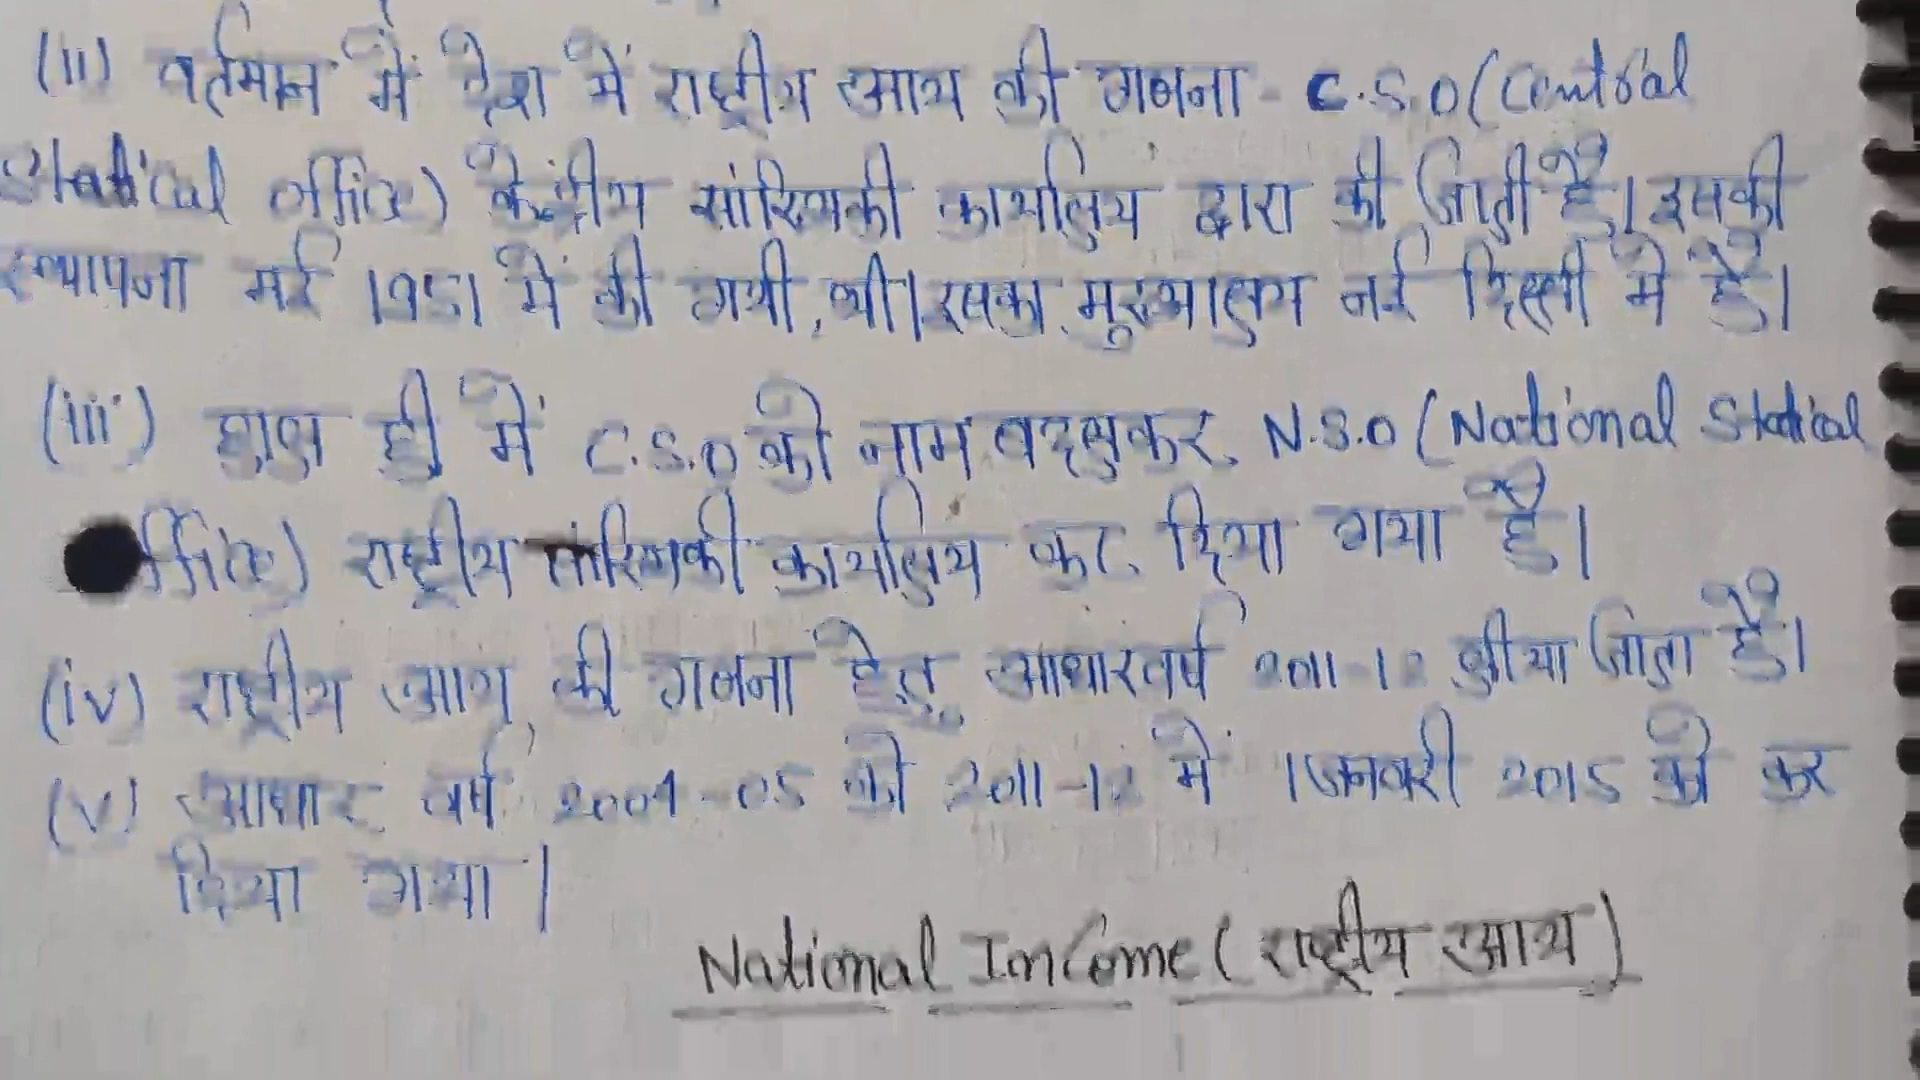 (ii) वर्तमान में देश में राष्ट्रीय आय की गणना - C.S.O (Central
Statical office) केन्द्रीय सांख्यिकी कार्यालय द्वारा की जाती है। इसकी
स्थापना मई 1951 में की गयी थी। इसका मुख्यालय नई दिल्ली में है।
(iii) हाल ही में C.S.O को नाम बदलकर N.S.O (National Statical
ffice) राष्ट्रीय सांख्यिकी कार्यालय कर दिया गया है।
(iv) राष्ट्रीय आय की गणना हेतु आधारवर्ष 2011-12 लीया जाता है।
(v) आधार वर्ष 2004-05 को 2011-12 में 1 जनवरी 2015 को कर
दिया गया।
National Income (राष्ट्रीय आय)